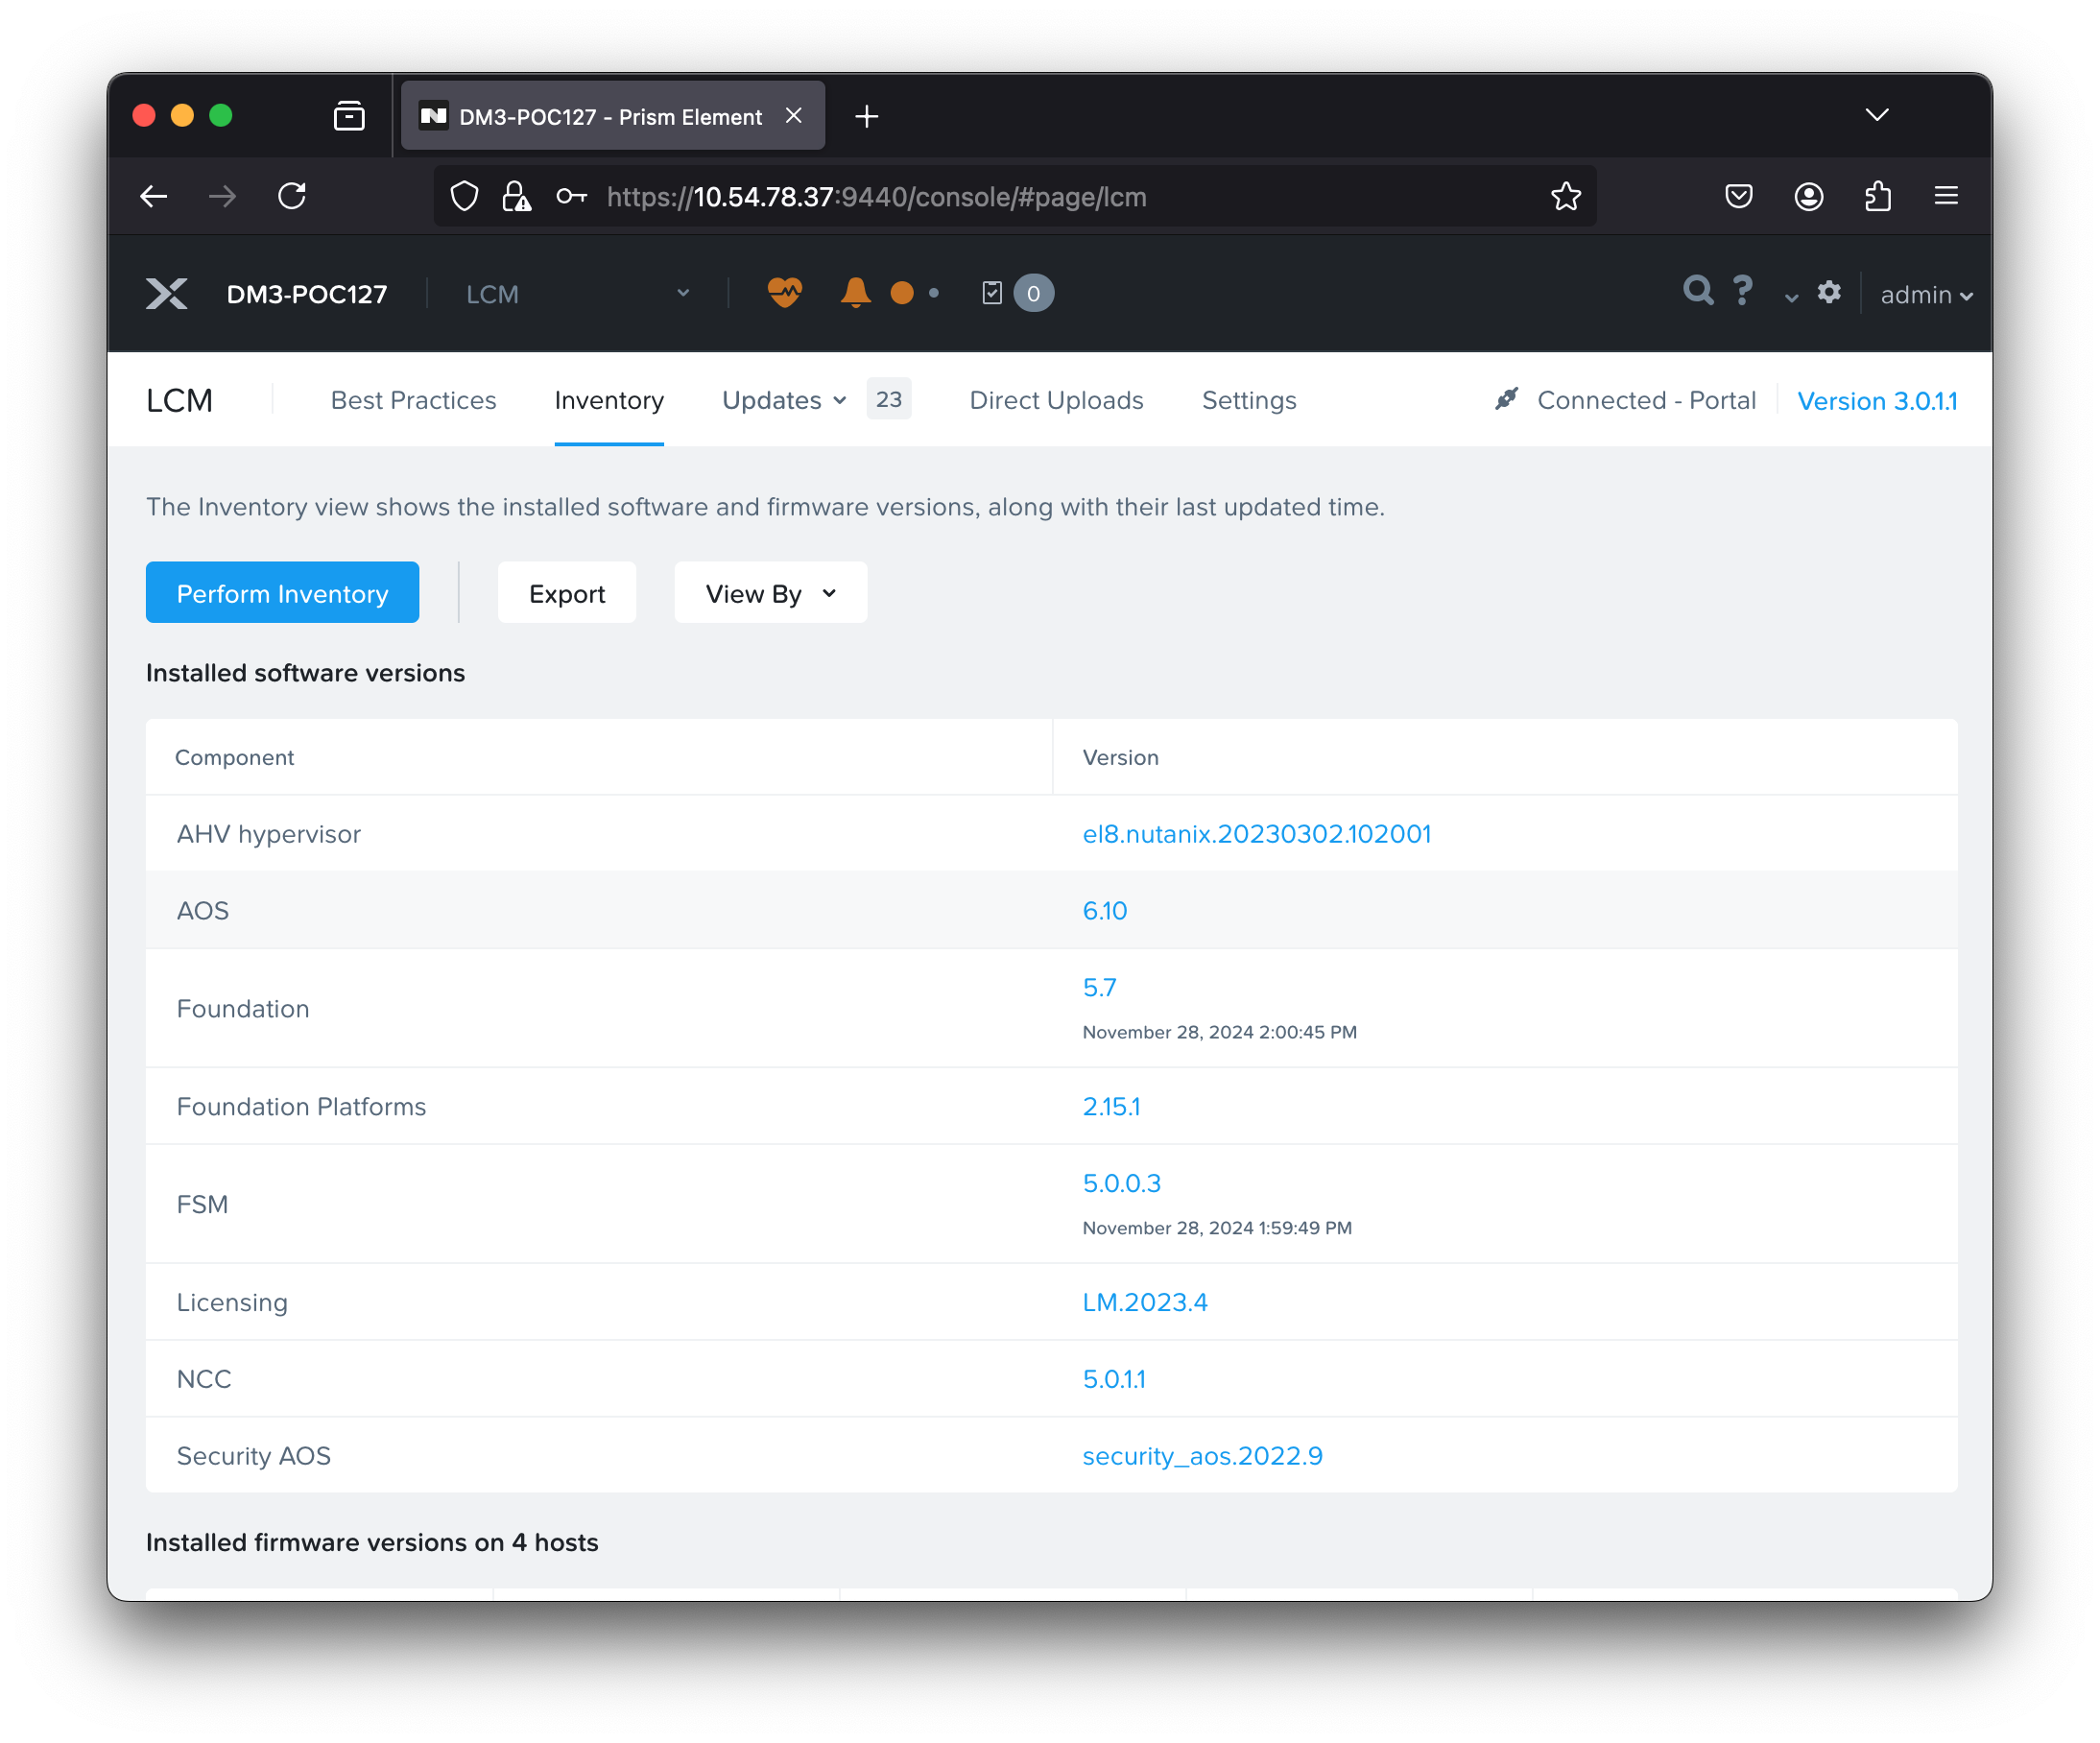 DM3-POC127 - Prism Element
https://10.54.78.37:9440/console/#page/lcm
DM3-POC127 LCM 0 ? admin
LCM Best Practices Inventory Updates 23 Direct Uploads Settings Connected - Portal Version 3.0.1.1
The Inventory view shows the installed software and firmware versions, along with their last updated time.
Perform Inventory Export View By
Installed software versions
Component Version
AHV hypervisor el8.nutanix.20230302.102001
AOS 6.10
Foundation 5.7
November 28, 2024 2:00:45 PM
Foundation Platforms 2.15.1
FSM 5.0.0.3
November 28, 2024 1:59:49 PM
Licensing LM.2023.4
NCC 5.0.1.1
Security AOS security_aos.2022.9
Installed firmware versions on 4 hosts